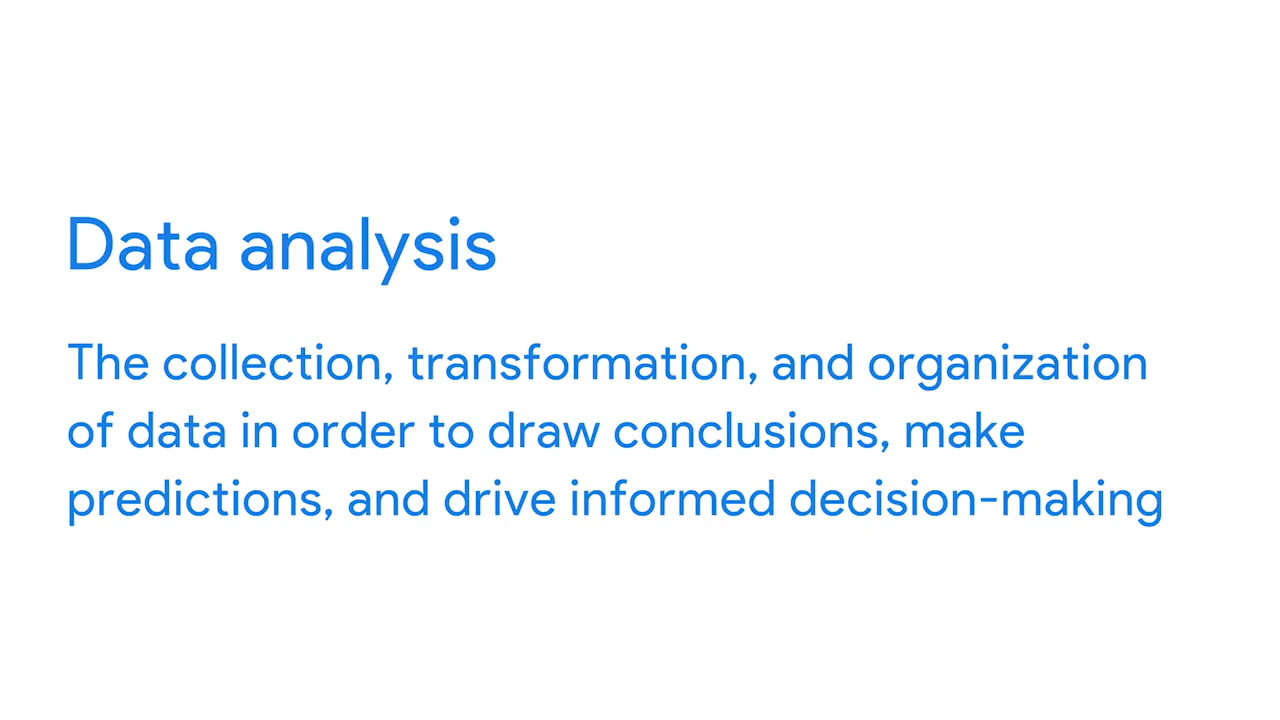 Data analysis
The collection, transformation, and organization
of data in order to draw conclusions, make
predictions, and drive informed decision-making